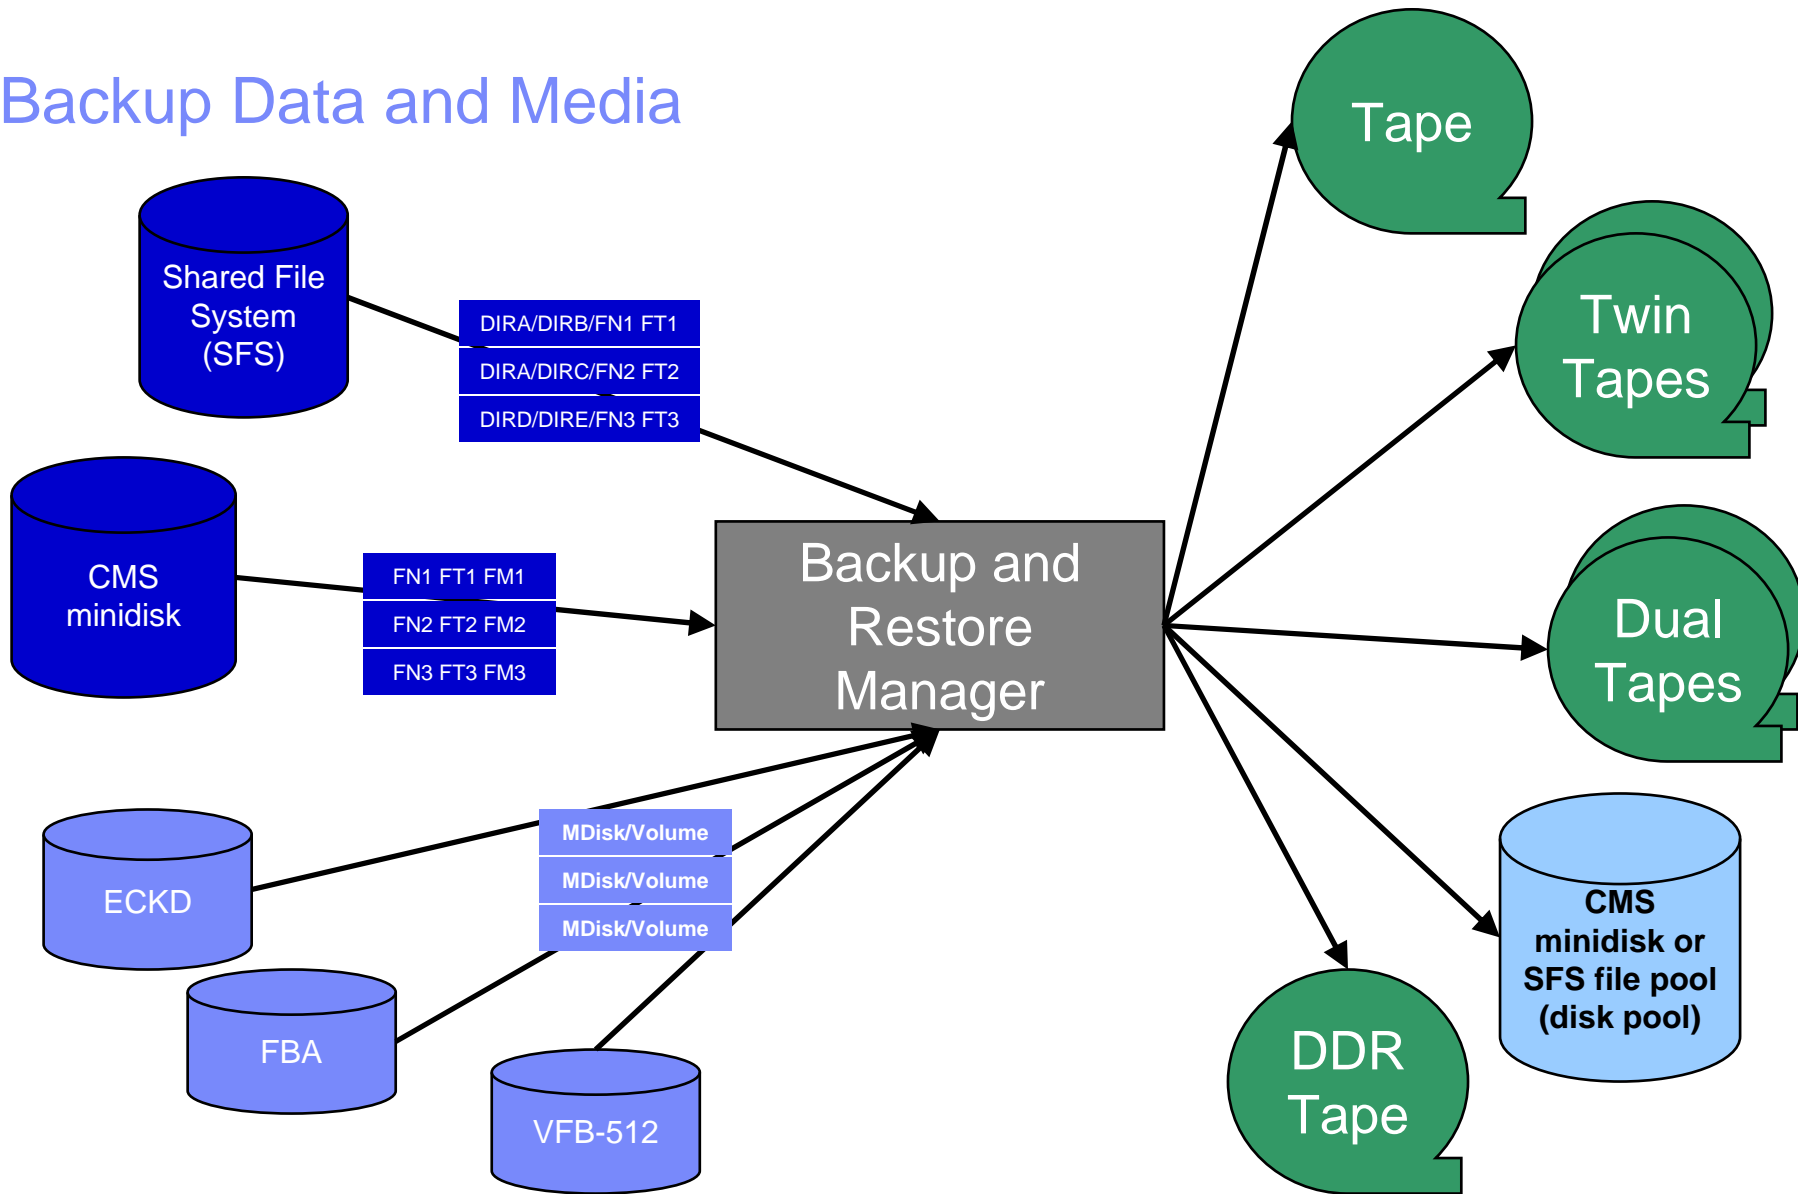 Backup Data and Media
Tape
Twin
Tapes
Dual
Tapes
Shared File
System
(SFS)
DIRA/DIRB/FN1 FT1
DIRA/DIRC/FN2 FT2
DIRD/DIRE/FN3 FT3
CMS
minidisk
FN1 FT1 FM1
FN2 FT2 FM2
FN3 FT3 FM3
Backup and
Restore
Manager
ECKD
FBA
VFB-512
MDisk/Volume
MDisk/Volume
MDisk/Volume
CMS
minidisk or
SFS file pool
(disk pool)
DDR
Tape